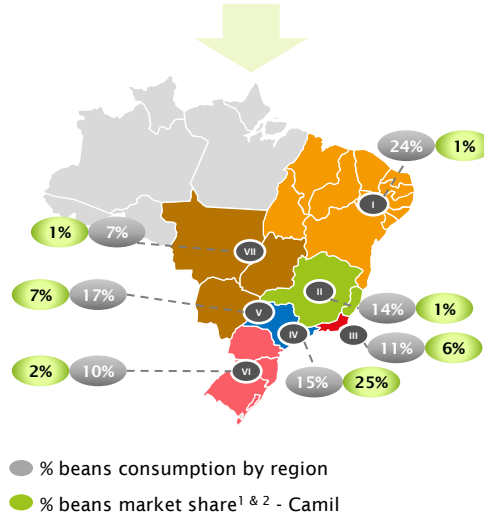 24% 1%
I
1% 7%
VII
II
7% 17%
V
14% 1%
IV
III
11% 6%
2% 10%
VI
15% 25%
% beans consumption by region
% beans market share1 & 2 - Camil